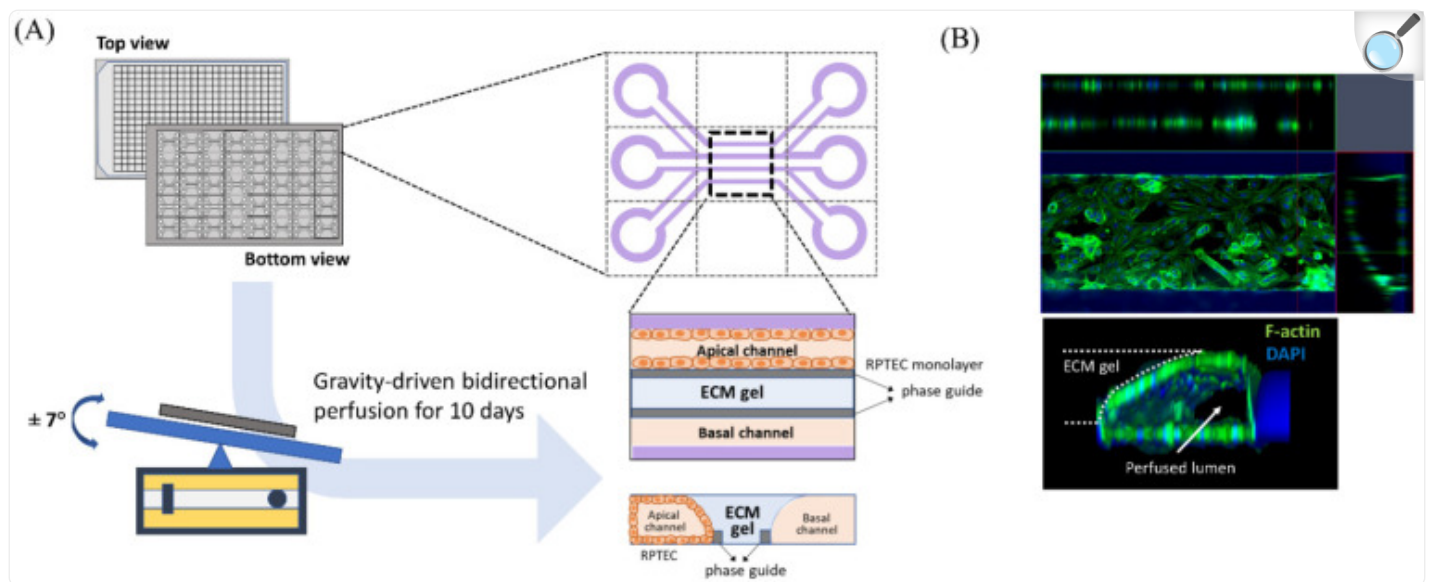 (A)
Top view
Bottom view
± 7°
Gravity-driven bidirectional
perfusion for 10 days
Apical channel
RPTEC monolayer
phase guide
ECM gel
Basal channel
Apical
channel
ECM
gel
Basal
channel
RPTEC
phase guide
(B)
F-actin
DAPI
ECM gel
Perfused lumen